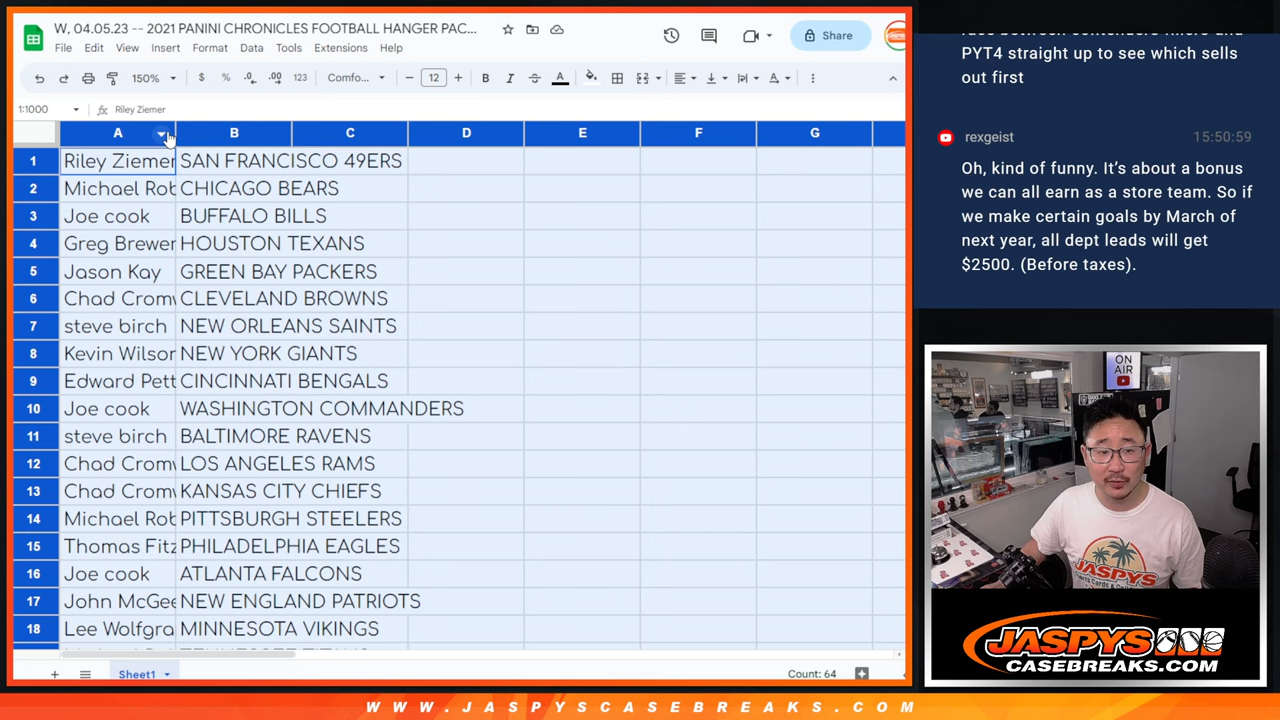 W, 04.05.23 -- 2021 PANINI CHRONICLES FOOTBALL HANGER PAC...
File Edit View Insert Format Data Tools Extensions Help
Share
150% $ % .0 .00 123 Comfo... 12 B I A
1:1000 fx Riley Ziemer
A B C D E F G
1 Riley Ziemer SAN FRANCISCO 49ERS
2 Michael Rob CHICAGO BEARS
3 Joe cook BUFFALO BILLS
4 Greg Brewer HOUSTON TEXANS
5 Jason Kay GREEN BAY PACKERS
6 Chad Crom CLEVELAND BROWNS
7 steve birch NEW ORLEANS SAINTS
8 Kevin Wilson NEW YORK GIANTS
9 Edward Pett CINCINNATI BENGALS
10 Joe cook WASHINGTON COMMANDERS
11 steve birch BALTIMORE RAVENS
12 Chad Crom LOS ANGELES RAMS
13 Chad Crom KANSAS CITY CHIEFS
14 Michael Rob PITTSBURGH STEELERS
15 Thomas Fitz PHILADELPHIA EAGLES
16 Joe cook ATLANTA FALCONS
17 John McGee NEW ENGLAND PATRIOTS
18 Lee Wolfgra MINNESOTA VIKINGS
Sheet1
Count: 64
PYT4 straight up to see which sells
out first
rexgeist 15:50:59
Oh, kind of funny. It’s about a bonus
we can all earn as a store team. So if
we make certain goals by March of
next year, all dept leads will get
$2500. (Before taxes).
ON
AIR
JASPYS
JASPYS
CASEBREAKS.COM
WWW.JASPYSCASEBREAKS.COM